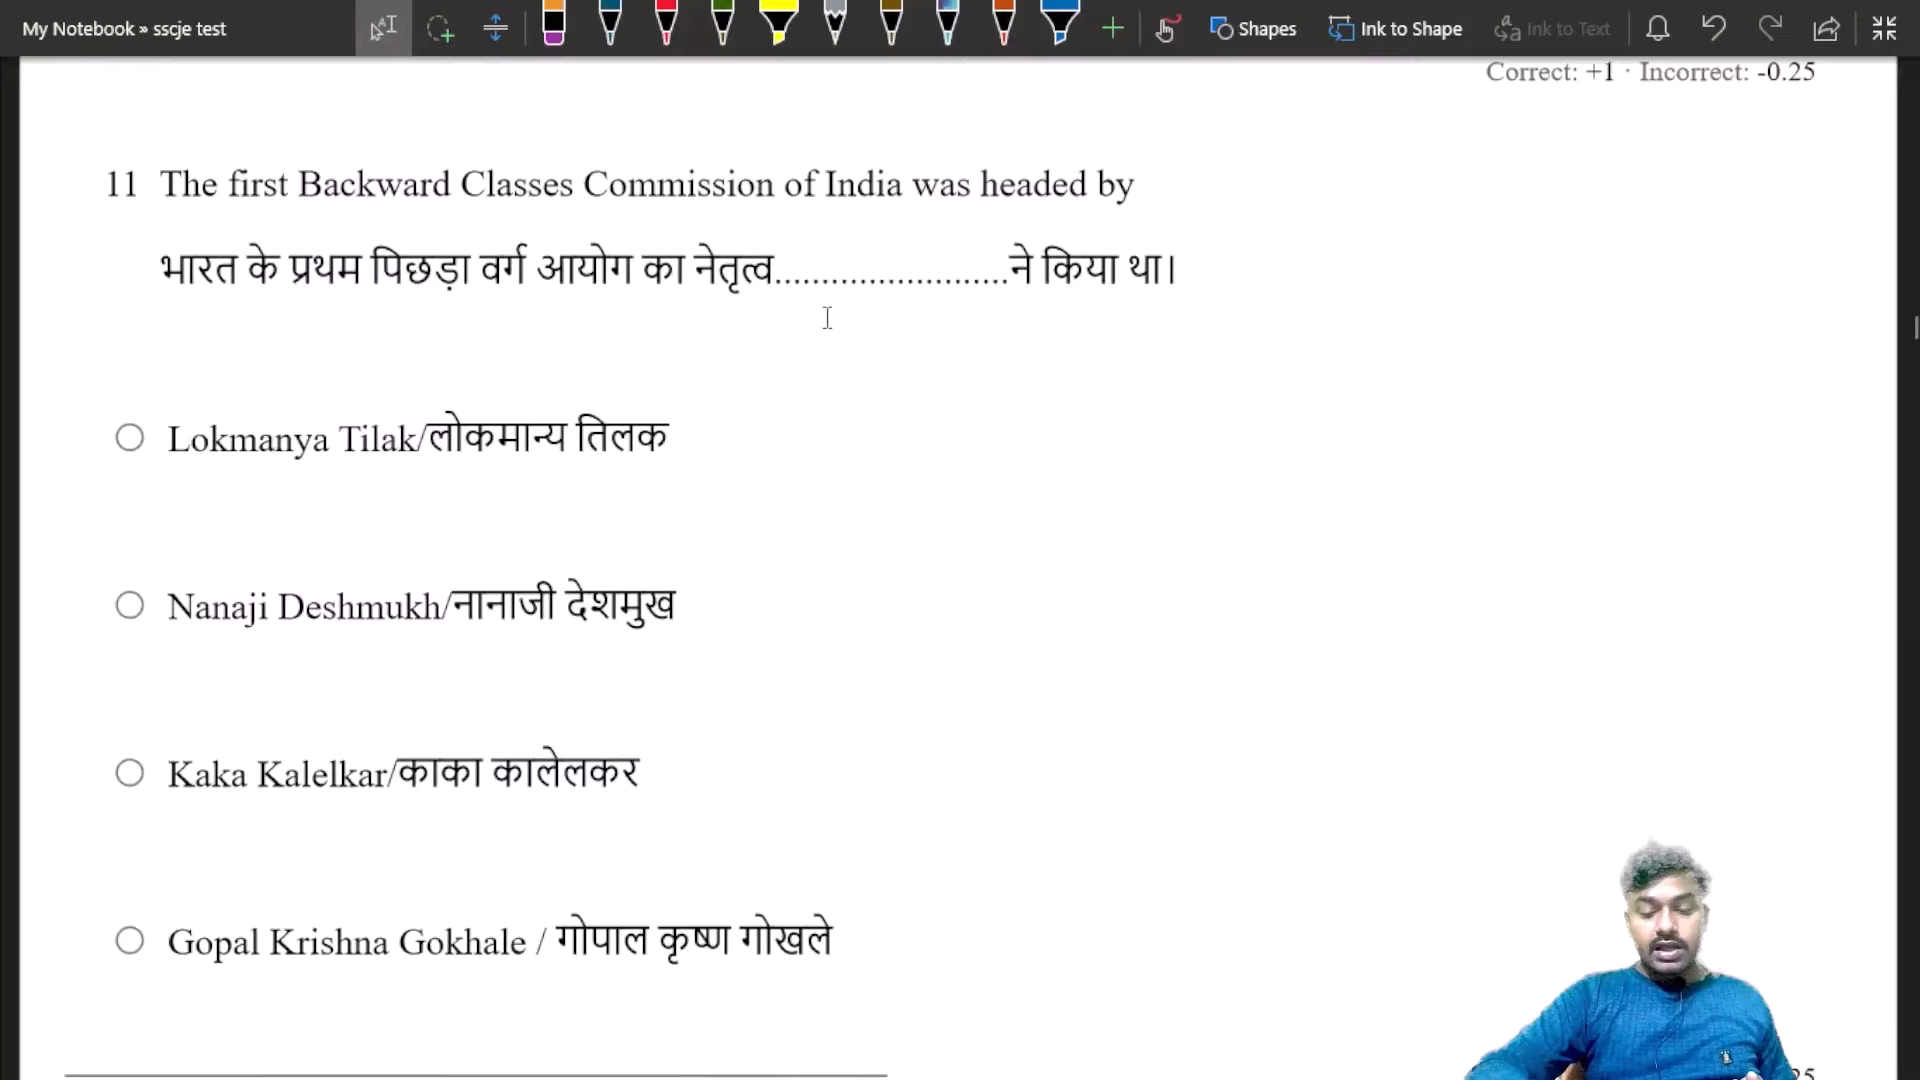 My Notebook » sscje test
Shapes
Ink to Shape
Ink to Text
Correct: +1 · Incorrect: -0.25
11 The first Backward Classes Commission of India was headed by
भारत के प्रथम पिछड़ा वर्ग आयोग का नेतृत्व.........................ने किया था।
Lokmanya Tilak/लोकमान्य तिलक
Nanaji Deshmukh/नानाजी देशमुख
Kaka Kalelkar/काका कालेलकर
Gopal Krishna Gokhale / गोपाल कृष्ण गोखले